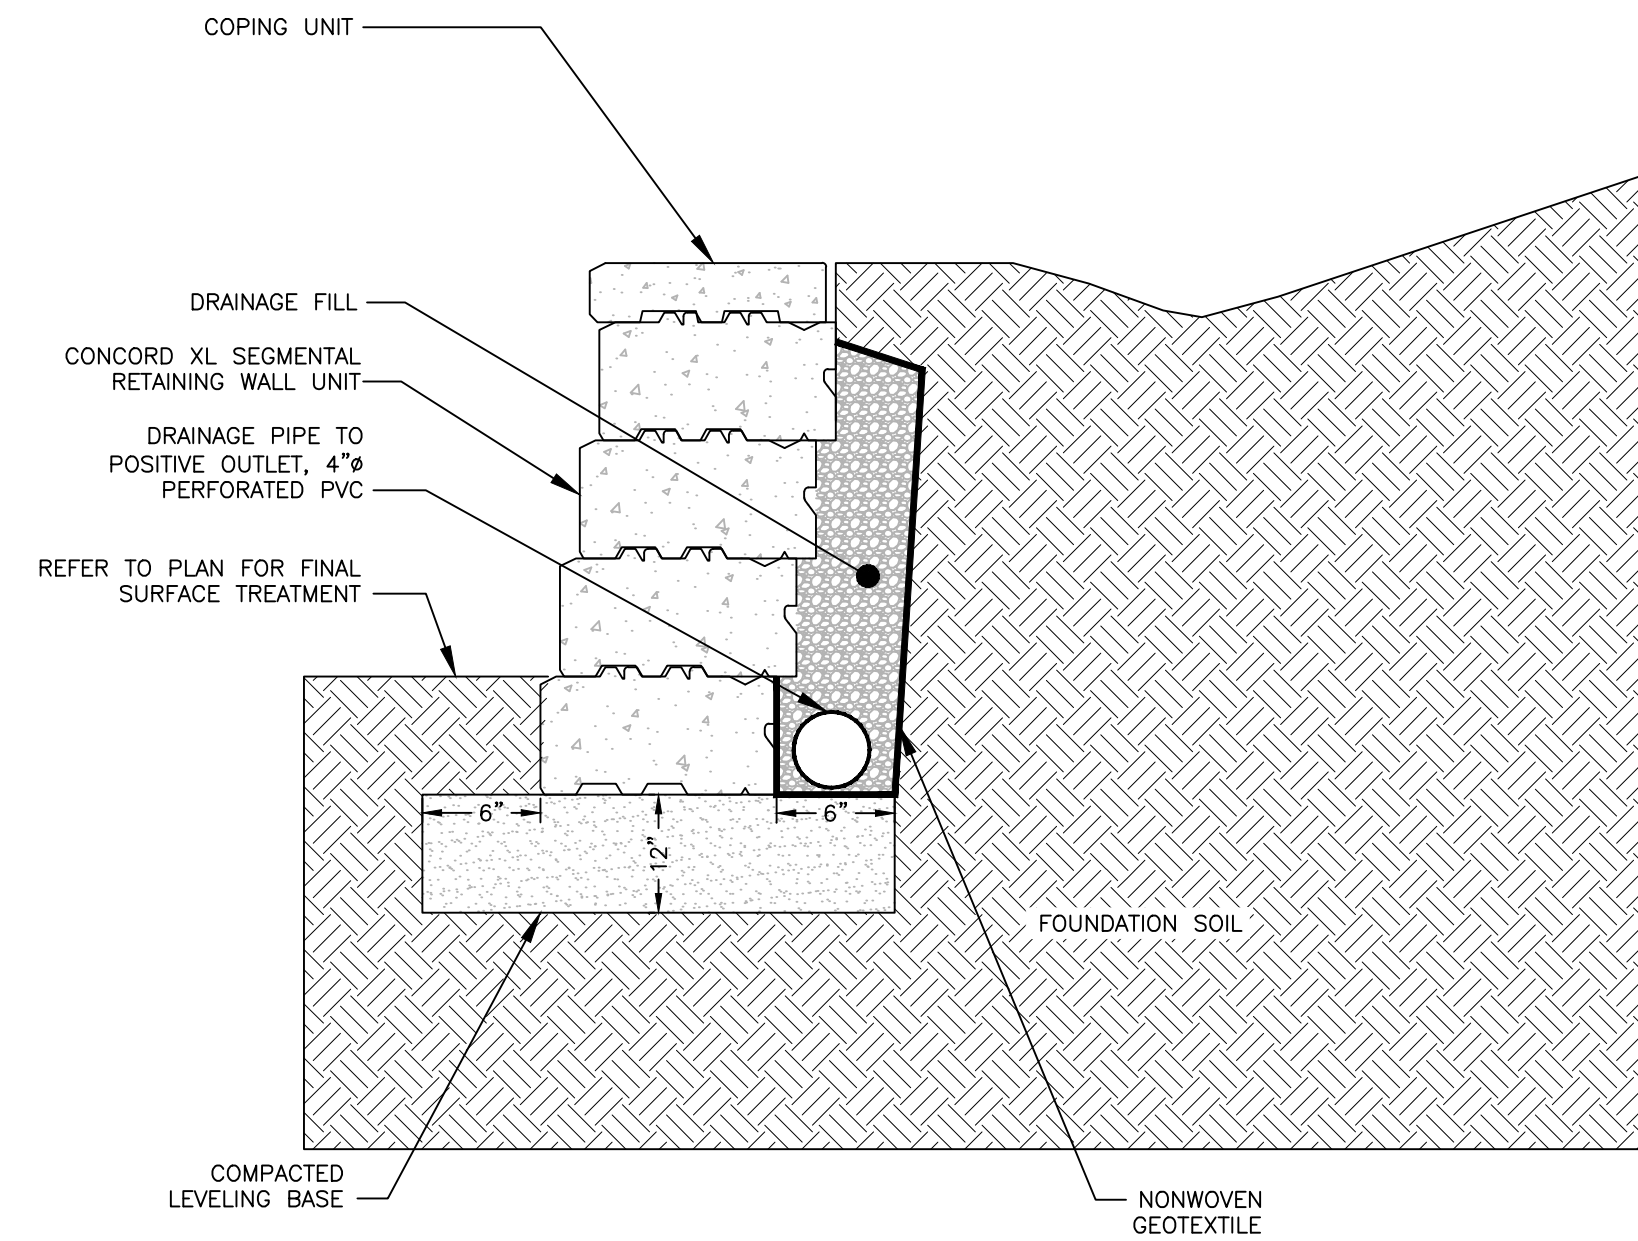 COPING UNIT
DRAINAGE FILL
CONCORD XL SEGMENTAL
RETAINING WALL UNIT
DRAINAGE PIPE TO
POSITIVE OUTLET, 4"ø
PERFORATED PVC
REFER TO PLAN FOR FINAL
SURFACE TREATMENT
6"
6"
12"
FOUNDATION SOIL
COMPACTED
LEVELING BASE
NONWOVEN
GEOTEXTILE